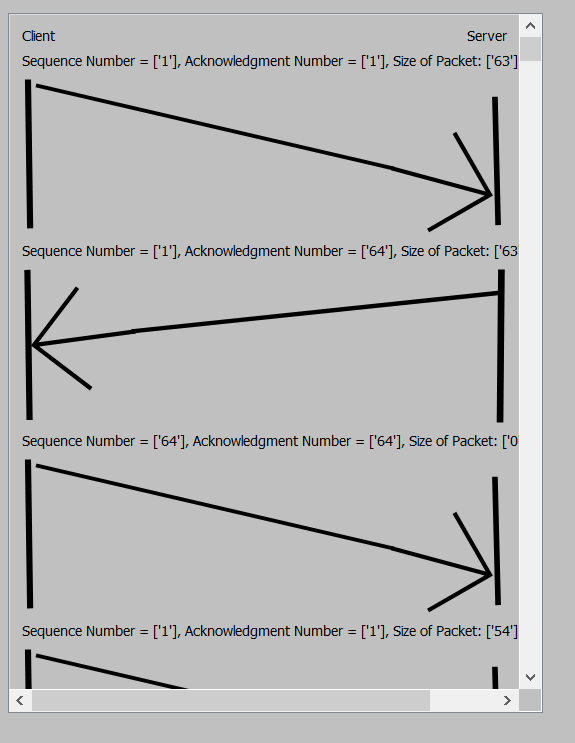 Client Server
Sequence Number = ['1'], Acknowledgment Number = ['1'], Size of Packet: ['63']
Sequence Number = ['1'], Acknowledgment Number = ['64'], Size of Packet: ['63'
Sequence Number = ['64'], Acknowledgment Number = ['64'], Size of Packet: ['0'
Sequence Number = ['1'], Acknowledgment Number = ['1'], Size of Packet: ['54']